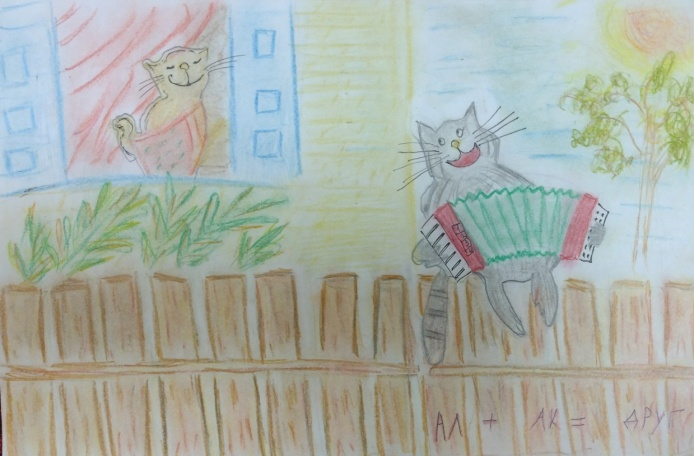 АЛ + АК = ДРУГ